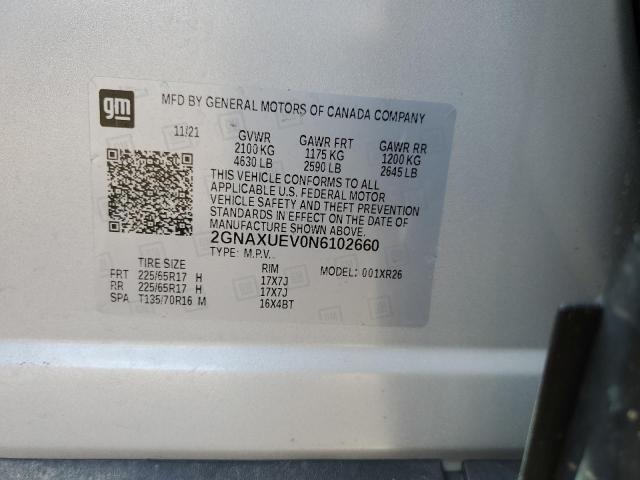 gm
MFD BY GENERAL MOTORS OF CANADA COMPANY
11/21 GVWR GAWR FRT GAWR RR
2100 KG 1175 KG 1200 KG
4630 LB 2590 LB 2645 LB
THIS VEHICLE CONFORMS TO ALL
APPLICABLE U.S. FEDERAL MOTOR
VEHICLE SAFETY AND THEFT PREVENTION
STANDARDS IN EFFECT ON THE DATE OF
MANUFACTURE SHOWN ABOVE.
2GNAXUEV0N6102660
TYPE: M.P.V.
TIRE SIZE RIM MODEL: 001XR26
FRT 225/65R17 H 17X7J
RR 225/65R17 H 17X7J
SPA T135/70R16 M 16X4BT